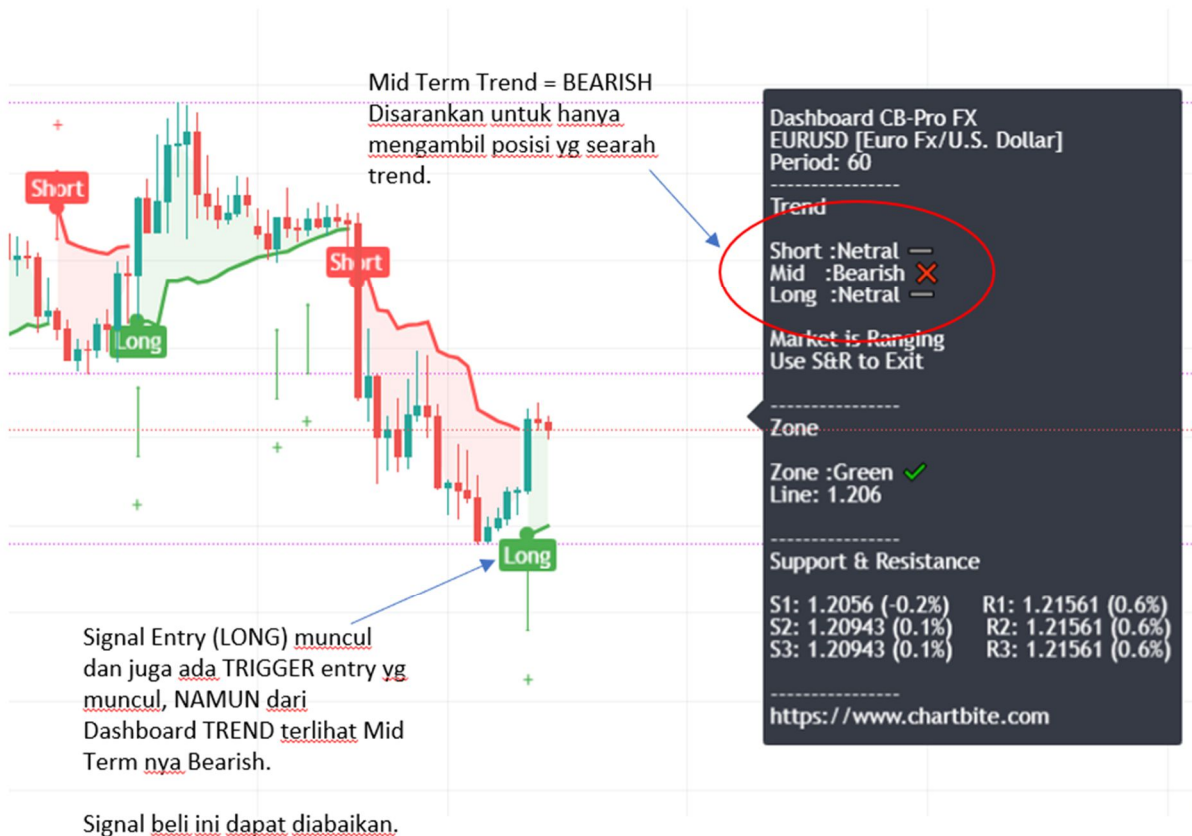 Mid Term Trend = BEARISH
Disarankan untuk hanya
mengambil posisi yg searah
trend.
Short
Long
Short
Long
Signal Entry (LONG) muncul
dan juga ada TRIGGER entry yg
muncul, NAMUN dari
Dashboard TREND terlihat Mid
Term nya Bearish.
Signal beli ini dapat diabaikan.
Dashboard CB-Pro FX
EURUSD [Euro Fx/U.S. Dollar]
Period: 60
----------------
Trend
Short :Netral
Mid :Bearish
Long :Netral
Market is Ranging
Use S&R to Exit
----------------
Zone
Zone :Green
Line: 1.206
----------------
Support & Resistance
S1: 1.2056 (-0.2%) R1: 1.21561 (0.6%)
S2: 1.20943 (0.1%) R2: 1.21561 (0.6%)
S3: 1.20943 (0.1%) R3: 1.21561 (0.6%)
----------------
https://www.chartbite.com